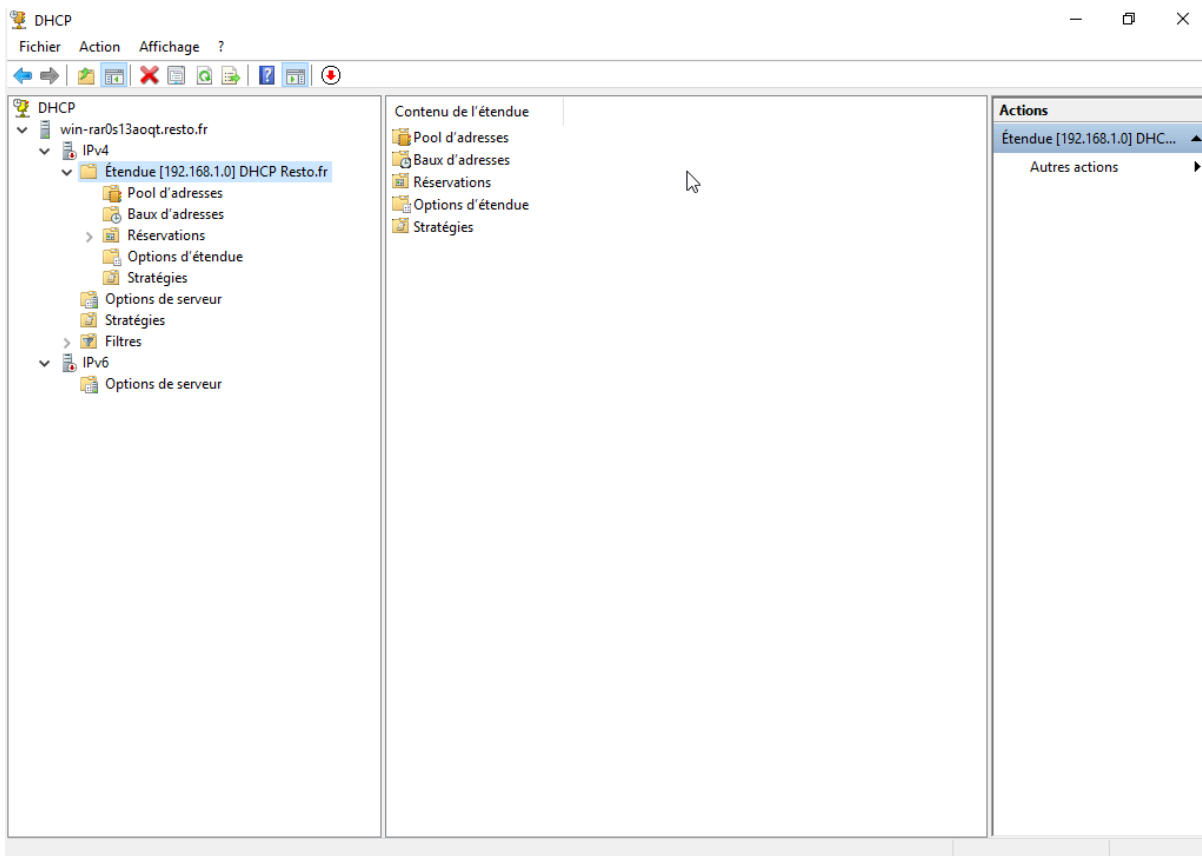 DHCP
Fichier Action Affichage ?
DHCP
win-rar0s13aoqt.resto.fr
IPv4
Étendue [192.168.1.0] DHCP Resto.fr
Pool d'adresses
Baux d'adresses
Réservations
Options d'étendue
Stratégies
Options de serveur
Stratégies
Filtres
IPv6
Options de serveur
Contenu de l'étendue
Pool d'adresses
Baux d'adresses
Réservations
Options d'étendue
Stratégies
Actions
Étendue [192.168.1.0] DHC...
Autres actions